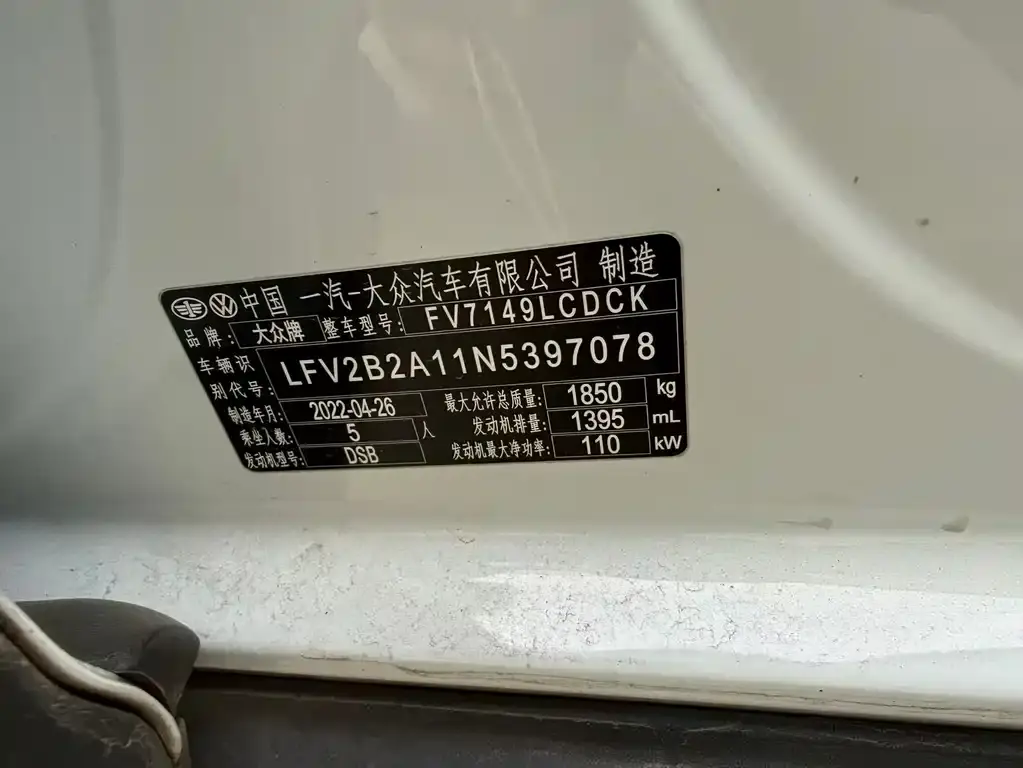 中国 一汽-大众汽车有限公司 制造
品牌: 大众牌 整车型号: FV7149LCDCK
车辆识别代号: LFV2B2A11N5397078
制造年月: 2022-04-26 最大允许总质量: 1850 kg
乘坐人数: 5 人 发动机排量: 1395 mL
发动机型号: DSB 发动机最大净功率: 110 kW